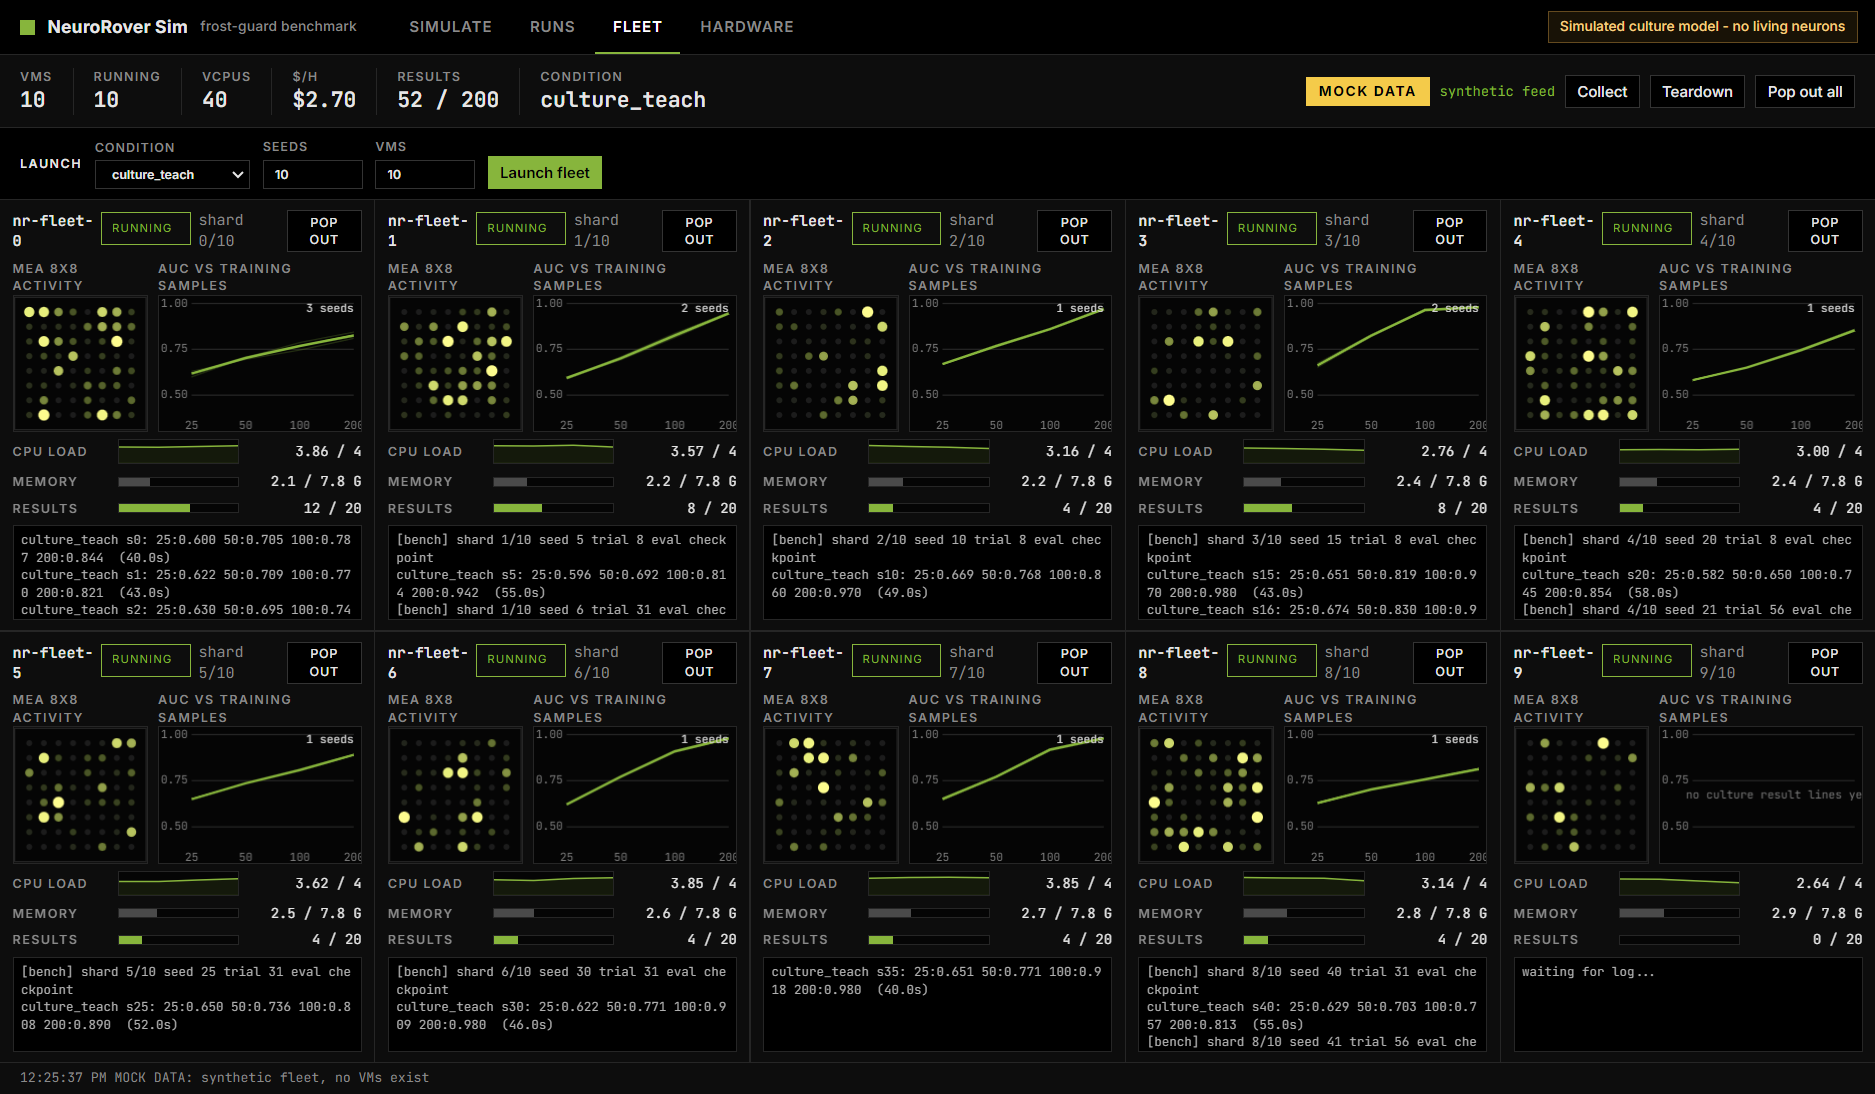 NeuroRover Sim frost-guard benchmark SIMULATE RUNS FLEET HARDWARE Simulated culture model - no living neurons
VMS RUNNING VCPUS $/H RESULTS CONDITION
10 10 40 $2.70 52 / 200 culture_teach
MOCK DATA synthetic feed Collect Teardown Pop out all
LAUNCH
CONDITION SEEDS VMS
culture_teach 10 10 Launch fleet
nr-fleet-0 RUNNING shard 0/10 POP OUT
MEA 8X8 ACTIVITY
AUC VS TRAINING SAMPLES
1.00 3 seeds
0.75
0.50
25 50 100 200
CPU LOAD 3.86 / 4
MEMORY 2.1 / 7.8 G
RESULTS 12 / 20
culture_teach s0: 25:0.600 50:0.705 100:0.78
7 200:0.844 (40.0s)
culture_teach s1: 25:0.622 50:0.709 100:0.77
0 200:0.821 (43.0s)
culture_teach s2: 25:0.630 50:0.695 100:0.74
nr-fleet-1 RUNNING shard 1/10 POP OUT
MEA 8X8 ACTIVITY
AUC VS TRAINING SAMPLES
1.00 2 seeds
0.75
0.50
25 50 100 200
CPU LOAD 3.57 / 4
MEMORY 2.2 / 7.8 G
RESULTS 8 / 20
[bench] shard 1/10 seed 5 trial 8 eval check
point
culture_teach s5: 25:0.596 50:0.692 100:0.81
4 200:0.942 (55.0s)
[bench] shard 1/10 seed 6 trial 31 eval chec
nr-fleet-2 RUNNING shard 2/10 POP OUT
MEA 8X8 ACTIVITY
AUC VS TRAINING SAMPLES
1.00 1 seeds
0.75
0.50
25 50 100 200
CPU LOAD 3.16 / 4
MEMORY 2.2 / 7.8 G
RESULTS 4 / 20
[bench] shard 2/10 seed 10 trial 8 eval chec
kpoint
culture_teach s10: 25:0.669 50:0.768 100:0.8
60 200:0.970 (49.0s)
nr-fleet-3 RUNNING shard 3/10 POP OUT
MEA 8X8 ACTIVITY
AUC VS TRAINING SAMPLES
1.00 2 seeds
0.75
0.50
25 50 100 200
CPU LOAD 2.76 / 4
MEMORY 2.4 / 7.8 G
RESULTS 8 / 20
[bench] shard 3/10 seed 15 trial 8 eval chec
kpoint
culture_teach s15: 25:0.651 50:0.819 100:0.9
70 200:0.980 (43.0s)
culture_teach s16: 25:0.674 50:0.830 100:0.9
nr-fleet-4 RUNNING shard 4/10 POP OUT
MEA 8X8 ACTIVITY
AUC VS TRAINING SAMPLES
1.00 1 seeds
0.75
0.50
25 50 100 200
CPU LOAD 3.00 / 4
MEMORY 2.4 / 7.8 G
RESULTS 4 / 20
[bench] shard 4/10 seed 20 trial 8 eval chec
kpoint
culture_teach s20: 25:0.582 50:0.650 100:0.7
45 200:0.854 (58.0s)
[bench] shard 4/10 seed 21 trial 56 eval che
nr-fleet-5 RUNNING shard 5/10 POP OUT
MEA 8X8 ACTIVITY
AUC VS TRAINING SAMPLES
1.00 1 seeds
0.75
0.50
25 50 100 200
CPU LOAD 3.62 / 4
MEMORY 2.5 / 7.8 G
RESULTS 4 / 20
[bench] shard 5/10 seed 25 trial 31 eval che
ckpoint
culture_teach s25: 25:0.650 50:0.736 100:0.8
08 200:0.890 (52.0s)
nr-fleet-6 RUNNING shard 6/10 POP OUT
MEA 8X8 ACTIVITY
AUC VS TRAINING SAMPLES
1.00 1 seeds
0.75
0.50
25 50 100 200
CPU LOAD 3.85 / 4
MEMORY 2.6 / 7.8 G
RESULTS 4 / 20
[bench] shard 6/10 seed 30 trial 31 eval che
ckpoint
culture_teach s30: 25:0.622 50:0.771 100:0.9
09 200:0.980 (46.0s)
nr-fleet-7 RUNNING shard 7/10 POP OUT
MEA 8X8 ACTIVITY
AUC VS TRAINING SAMPLES
1.00 1 seeds
0.75
0.50
25 50 100 200
CPU LOAD 3.85 / 4
MEMORY 2.7 / 7.8 G
RESULTS 4 / 20
culture_teach s35: 25:0.651 50:0.771 100:0.9
18 200:0.980 (40.0s)
nr-fleet-8 RUNNING shard 8/10 POP OUT
MEA 8X8 ACTIVITY
AUC VS TRAINING SAMPLES
1.00 1 seeds
0.75
0.50
25 50 100 200
CPU LOAD 3.14 / 4
MEMORY 2.8 / 7.8 G
RESULTS 4 / 20
[bench] shard 8/10 seed 40 trial 31 eval che
ckpoint
culture_teach s40: 25:0.629 50:0.703 100:0.7
57 200:0.813 (55.0s)
[bench] shard 8/10 seed 41 trial 56 eval che
nr-fleet-9 RUNNING shard 9/10 POP OUT
MEA 8X8 ACTIVITY
AUC VS TRAINING SAMPLES
1.00
0.75
no culture result lines ye
0.50
CPU LOAD 2.64 / 4
MEMORY 2.9 / 7.8 G
RESULTS 0 / 20
waiting for log...
12:25:37 PM MOCK DATA: synthetic fleet, no VMs exist